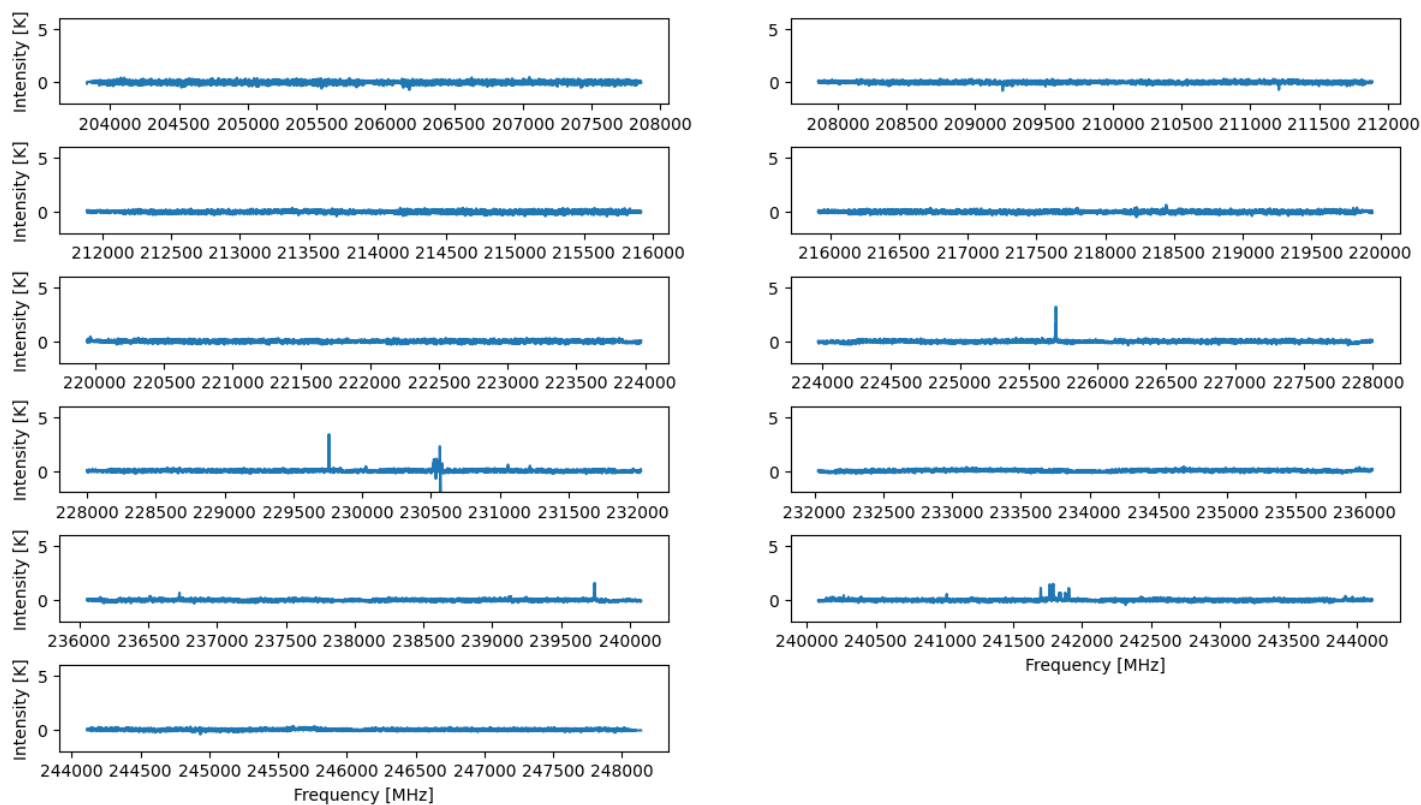 Intensity [K]
5
0
204000 204500 205000 205500 206000 206500 207000 207500 208000
5
0
208000 208500 209000 209500 210000 210500 211000 211500 212000
Intensity [K]
5
0
212000 212500 213000 213500 214000 214500 215000 215500 216000
5
0
216000 216500 217000 217500 218000 218500 219000 219500 220000
Intensity [K]
5
0
220000 220500 221000 221500 222000 222500 223000 223500 224000
5
0
224000 224500 225000 225500 226000 226500 227000 227500 228000
Intensity [K]
5
0
228000 228500 229000 229500 230000 230500 231000 231500 232000
5
0
232000 232500 233000 233500 234000 234500 235000 235500 236000
Intensity [K]
5
0
236000 236500 237000 237500 238000 238500 239000 239500 240000
5
0
240000 240500 241000 241500 242000 242500 243000 243500 244000
Frequency [MHz]
Intensity [K]
5
0
244000 244500 245000 245500 246000 246500 247000 247500 248000
Frequency [MHz]